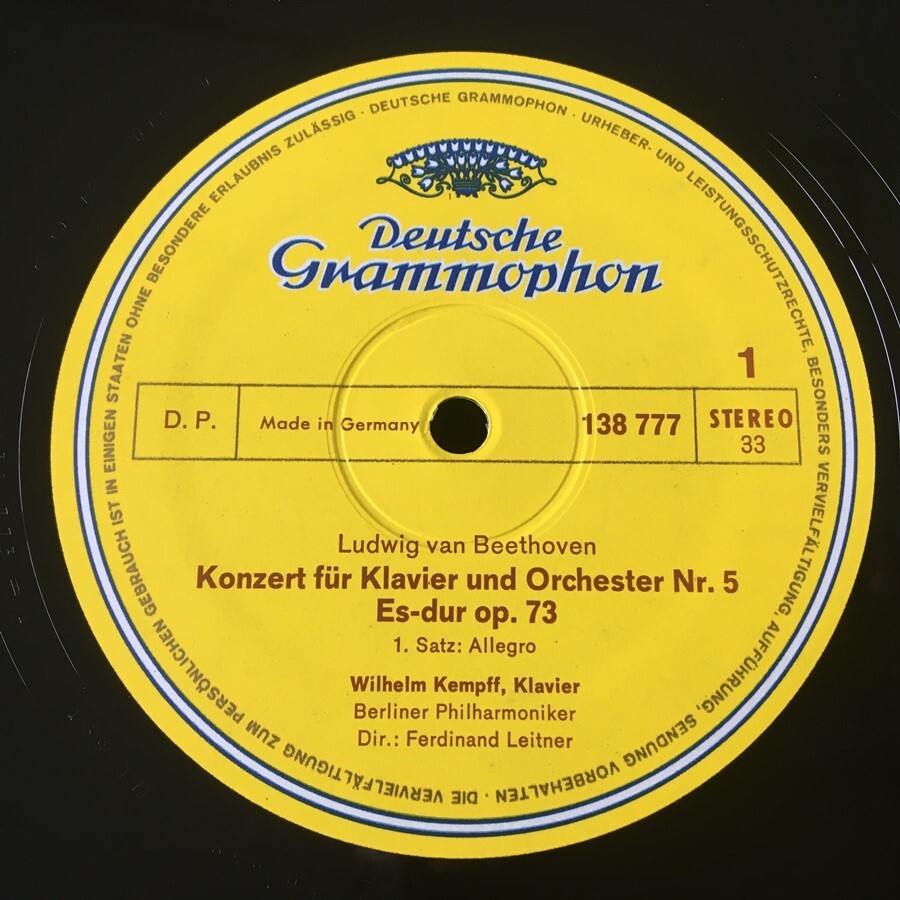 DEUTSCHE GRAMMOPHON · URHEBER- UND LEISTUNGSSCHUTZRECHTE, BESONDERS VERVIELFÄLTIGUNG, AUFFÜHRUNG, SENDUNG VORBEHALTEN · DIE VERVIELFÄLTIGUNG ZUM PERSÖNLICHEN GEBRAUCH IST IN EINIGEN STAATEN OHNE BESONDERE ERLAUBNIS ZULÄSSIG ·
Deutsche
Grammophon
1
D. P. Made in Germany 138 777 STEREO
33
Ludwig van Beethoven
Konzert für Klavier und Orchester Nr. 5
Es-dur op. 73
1. Satz: Allegro
Wilhelm Kempff, Klavier
Berliner Philharmoniker
Dir.: Ferdinand Leitner